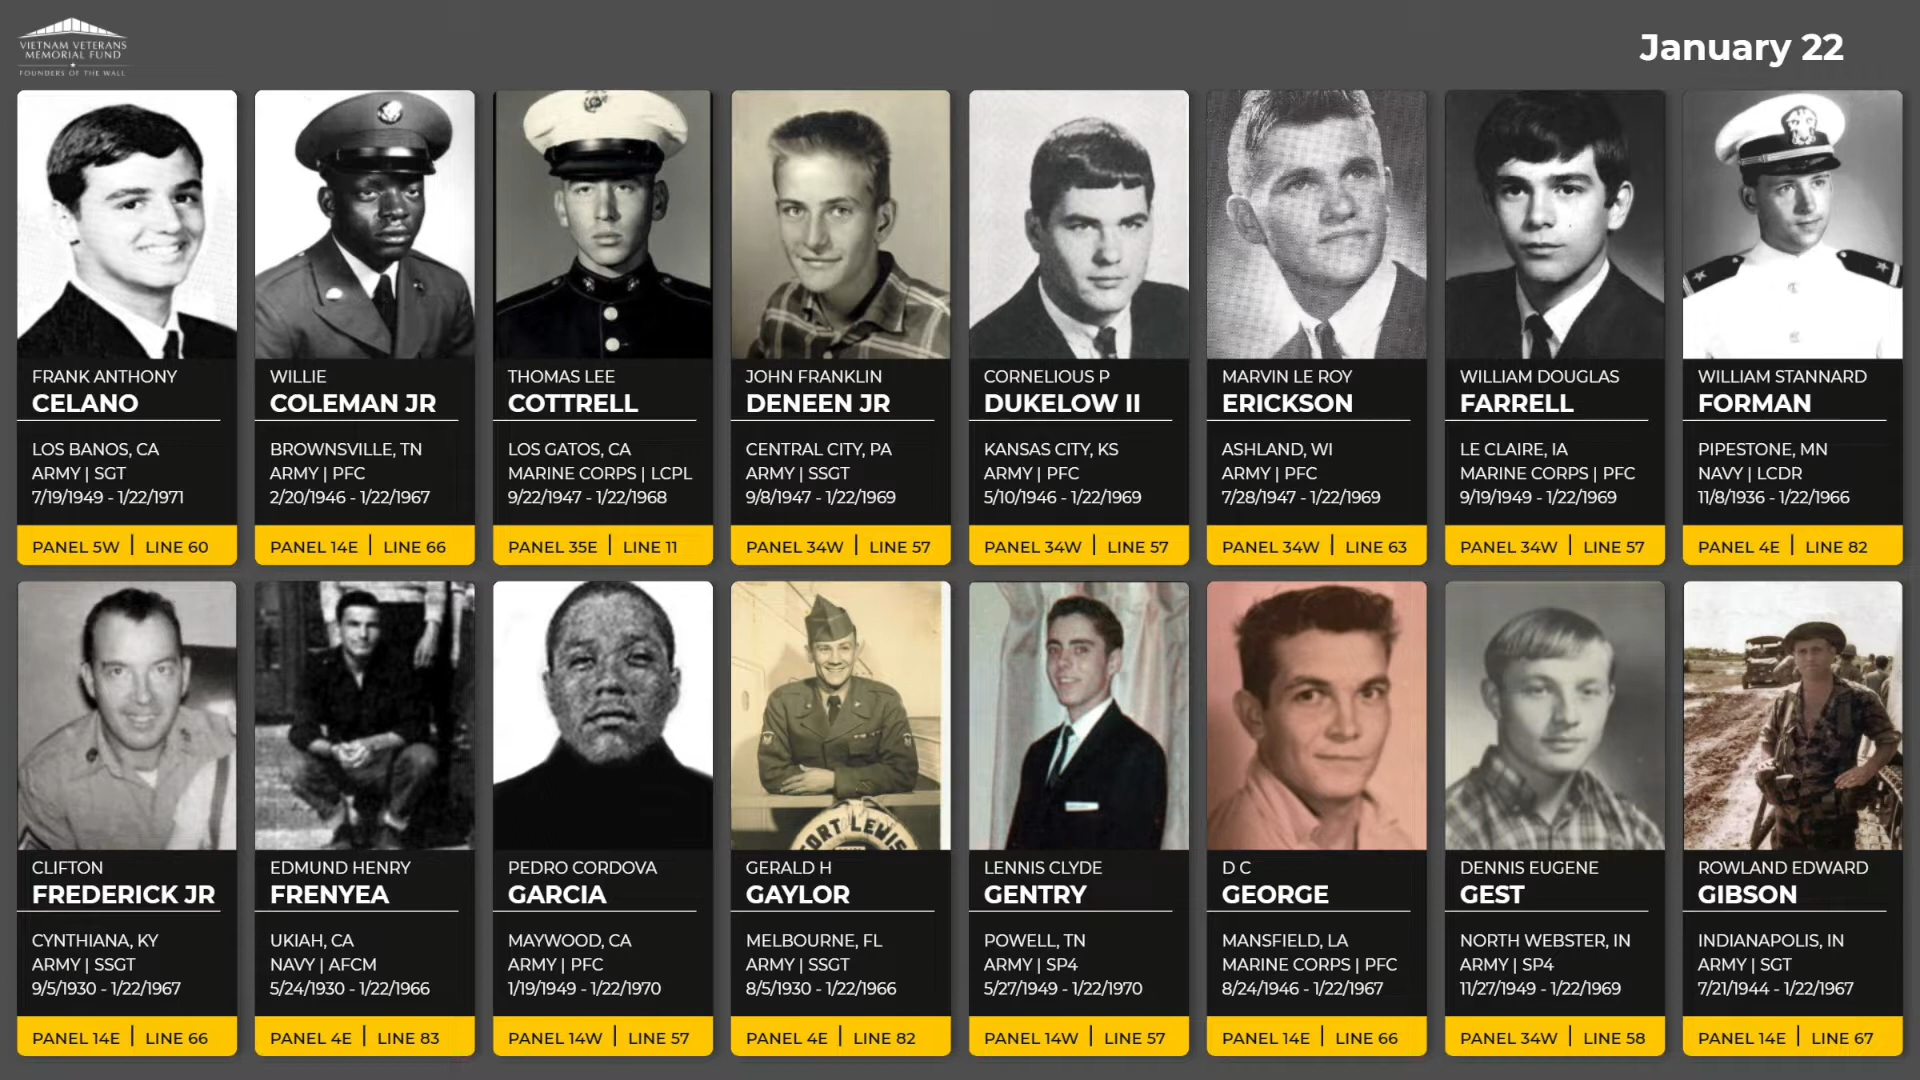 VIETNAM VETERANS
MEMORIAL FUND
FOUNDERS OF THE WALL
January 22
FRANK ANTHONY
CELANO
LOS BANOS, CA
ARMY | SGT
7/19/1949 - 1/22/1971
PANEL 5W | LINE 60
WILLIE
COLEMAN JR
BROWNSVILLE, TN
ARMY | PFC
2/20/1946 - 1/22/1967
PANEL 14E | LINE 66
THOMAS LEE
COTTRELL
LOS GATOS, CA
MARINE CORPS | LCPL
9/22/1947 - 1/22/1968
PANEL 35E | LINE 11
JOHN FRANKLIN
DENEEN JR
CENTRAL CITY, PA
ARMY | SSGT
9/8/1947 - 1/22/1969
PANEL 34W | LINE 57
CORNELIOUS P
DUKELOW II
KANSAS CITY, KS
ARMY | PFC
5/10/1946 - 1/22/1969
PANEL 34W | LINE 57
MARVIN LE ROY
ERICKSON
ASHLAND, WI
ARMY | PFC
7/28/1947 - 1/22/1969
PANEL 34W | LINE 63
WILLIAM DOUGLAS
FARRELL
LE CLAIRE, IA
MARINE CORPS | PFC
9/19/1949 - 1/22/1969
PANEL 34W | LINE 57
WILLIAM STANNARD
FORMAN
PIPESTONE, MN
NAVY | LCDR
11/8/1936 - 1/22/1966
PANEL 4E | LINE 82
CLIFTON
FREDERICK JR
CYNTHIANA, KY
ARMY | SSGT
9/5/1930 - 1/22/1967
PANEL 14E | LINE 66
EDMUND HENRY
FRENYEA
UKIAH, CA
NAVY | AFCM
5/24/1930 - 1/22/1966
PANEL 4E | LINE 83
PEDRO CORDOVA
GARCIA
MAYWOOD, CA
ARMY | PFC
1/19/1949 - 1/22/1970
PANEL 14W | LINE 57
ORT LEWIS
GERALD H
GAYLOR
MELBOURNE, FL
ARMY | SSGT
8/5/1930 - 1/22/1966
PANEL 4E | LINE 82
LENNIS CLYDE
GENTRY
POWELL, TN
ARMY | SP4
5/27/1949 - 1/22/1970
PANEL 14W | LINE 57
D C
GEORGE
MANSFIELD, LA
MARINE CORPS | PFC
8/24/1946 - 1/22/1967
PANEL 14E | LINE 66
DENNIS EUGENE
GEST
NORTH WEBSTER, IN
ARMY | SP4
11/27/1949 - 1/22/1969
PANEL 34W | LINE 58
ROWLAND EDWARD
GIBSON
INDIANAPOLIS, IN
ARMY | SGT
7/21/1944 - 1/22/1967
PANEL 14E | LINE 67